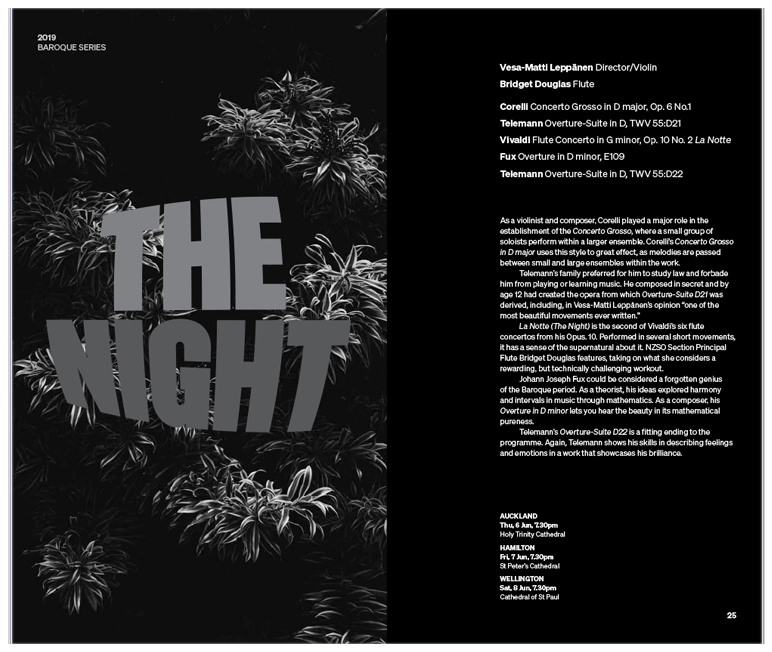 2019
BAROQUE SERIES
THE
NIGHT
Vesa-Matti Leppänen Director/Violin
Bridget Douglas Flute
Corelli Concerto Grosso in D major, Op. 6 No.1
Telemann Overture-Suite in D, TWV 55:D21
Vivaldi Flute Concerto in G minor, Op. 10 No. 2 La Notte
Fux Overture in D minor, E109
Telemann Overture-Suite in D, TWV 55:D22
As a violinist and composer, Corelli played a major role in the
establishment of the Concerto Grosso, where a small group of
soloists perform within a larger ensemble. Corelli's Concerto Grosso
in D major uses this style to great effect, as melodies are passed
between small and large ensembles within the work.
Telemann's family preferred for him to study law and forbade
him from playing or learning music. He composed in secret and by
age 12 had created the opera from which Overture-Suite D21 was
derived, including, in Vesa-Matti Leppänen's opinion "one of the
most beautiful movements ever written."
La Notte (The Night) is the second of Vivaldi's six flute
concertos from his Opus. 10. Performed in several short movements,
it has a sense of the supernatural about it. NZSO Section Principal
Flute Bridget Douglas features, taking on what she considers a
rewarding, but technically challenging workout.
Johann Joseph Fux could be considered a forgotten genius
of the Baroque period. As a theorist, his ideas explored harmony
and intervals in music through mathematics. As a composer, his
Overture in D minor lets you hear the beauty in its mathematical
pureness.
Telemann's Overture-Suite D22 is a fitting ending to the
programme. Again, Telemann shows his skills in describing feelings
and emotions in a work that showcases his brilliance.
AUCKLAND
Thu, 6 Jun, 7.30pm
Holy Trinity Cathedral
HAMILTON
Fri, 7 Jun, 7.30pm
St Peter's Cathedral
WELLINGTON
Sat, 8 Jun, 7.30pm
Cathedral of St Paul
25